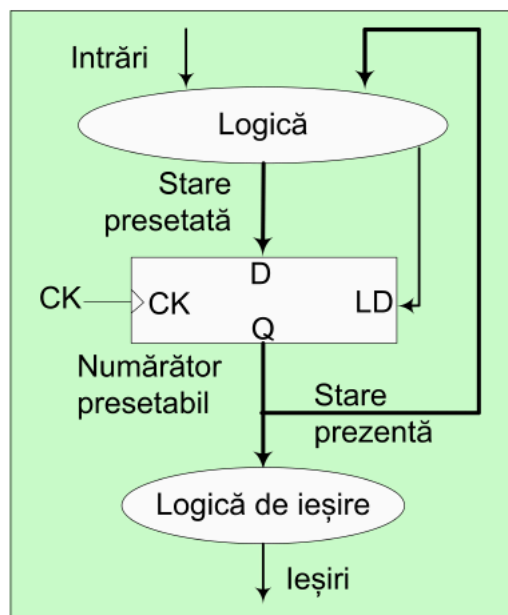 Intrări
Logică
Stare
presetată
D
CK
CK
LD
Q
Numărător
presetabil
Stare
prezentă
Logică de ieșire
Ieșiri